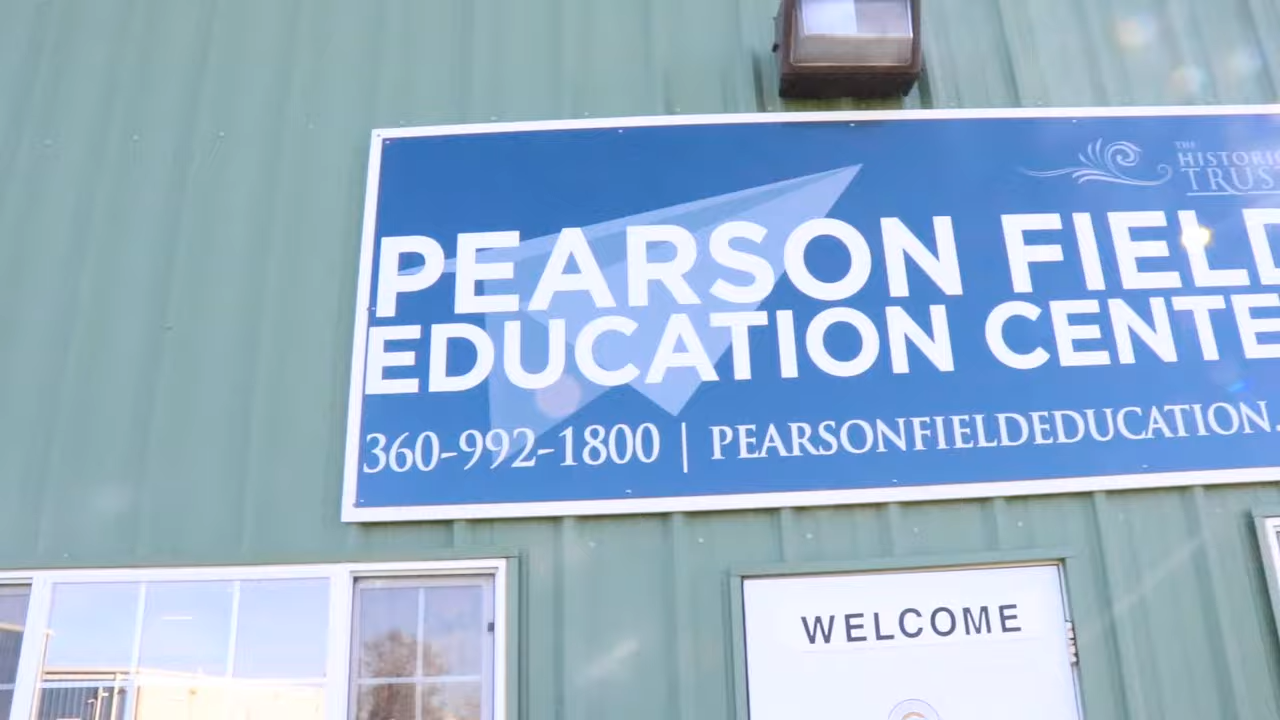 THE
HISTORIC
TRUST
PEARSON FIELD
EDUCATION CENTE
360-992-1800 | PEARSONFIELDEDUCATION.
WELCOME